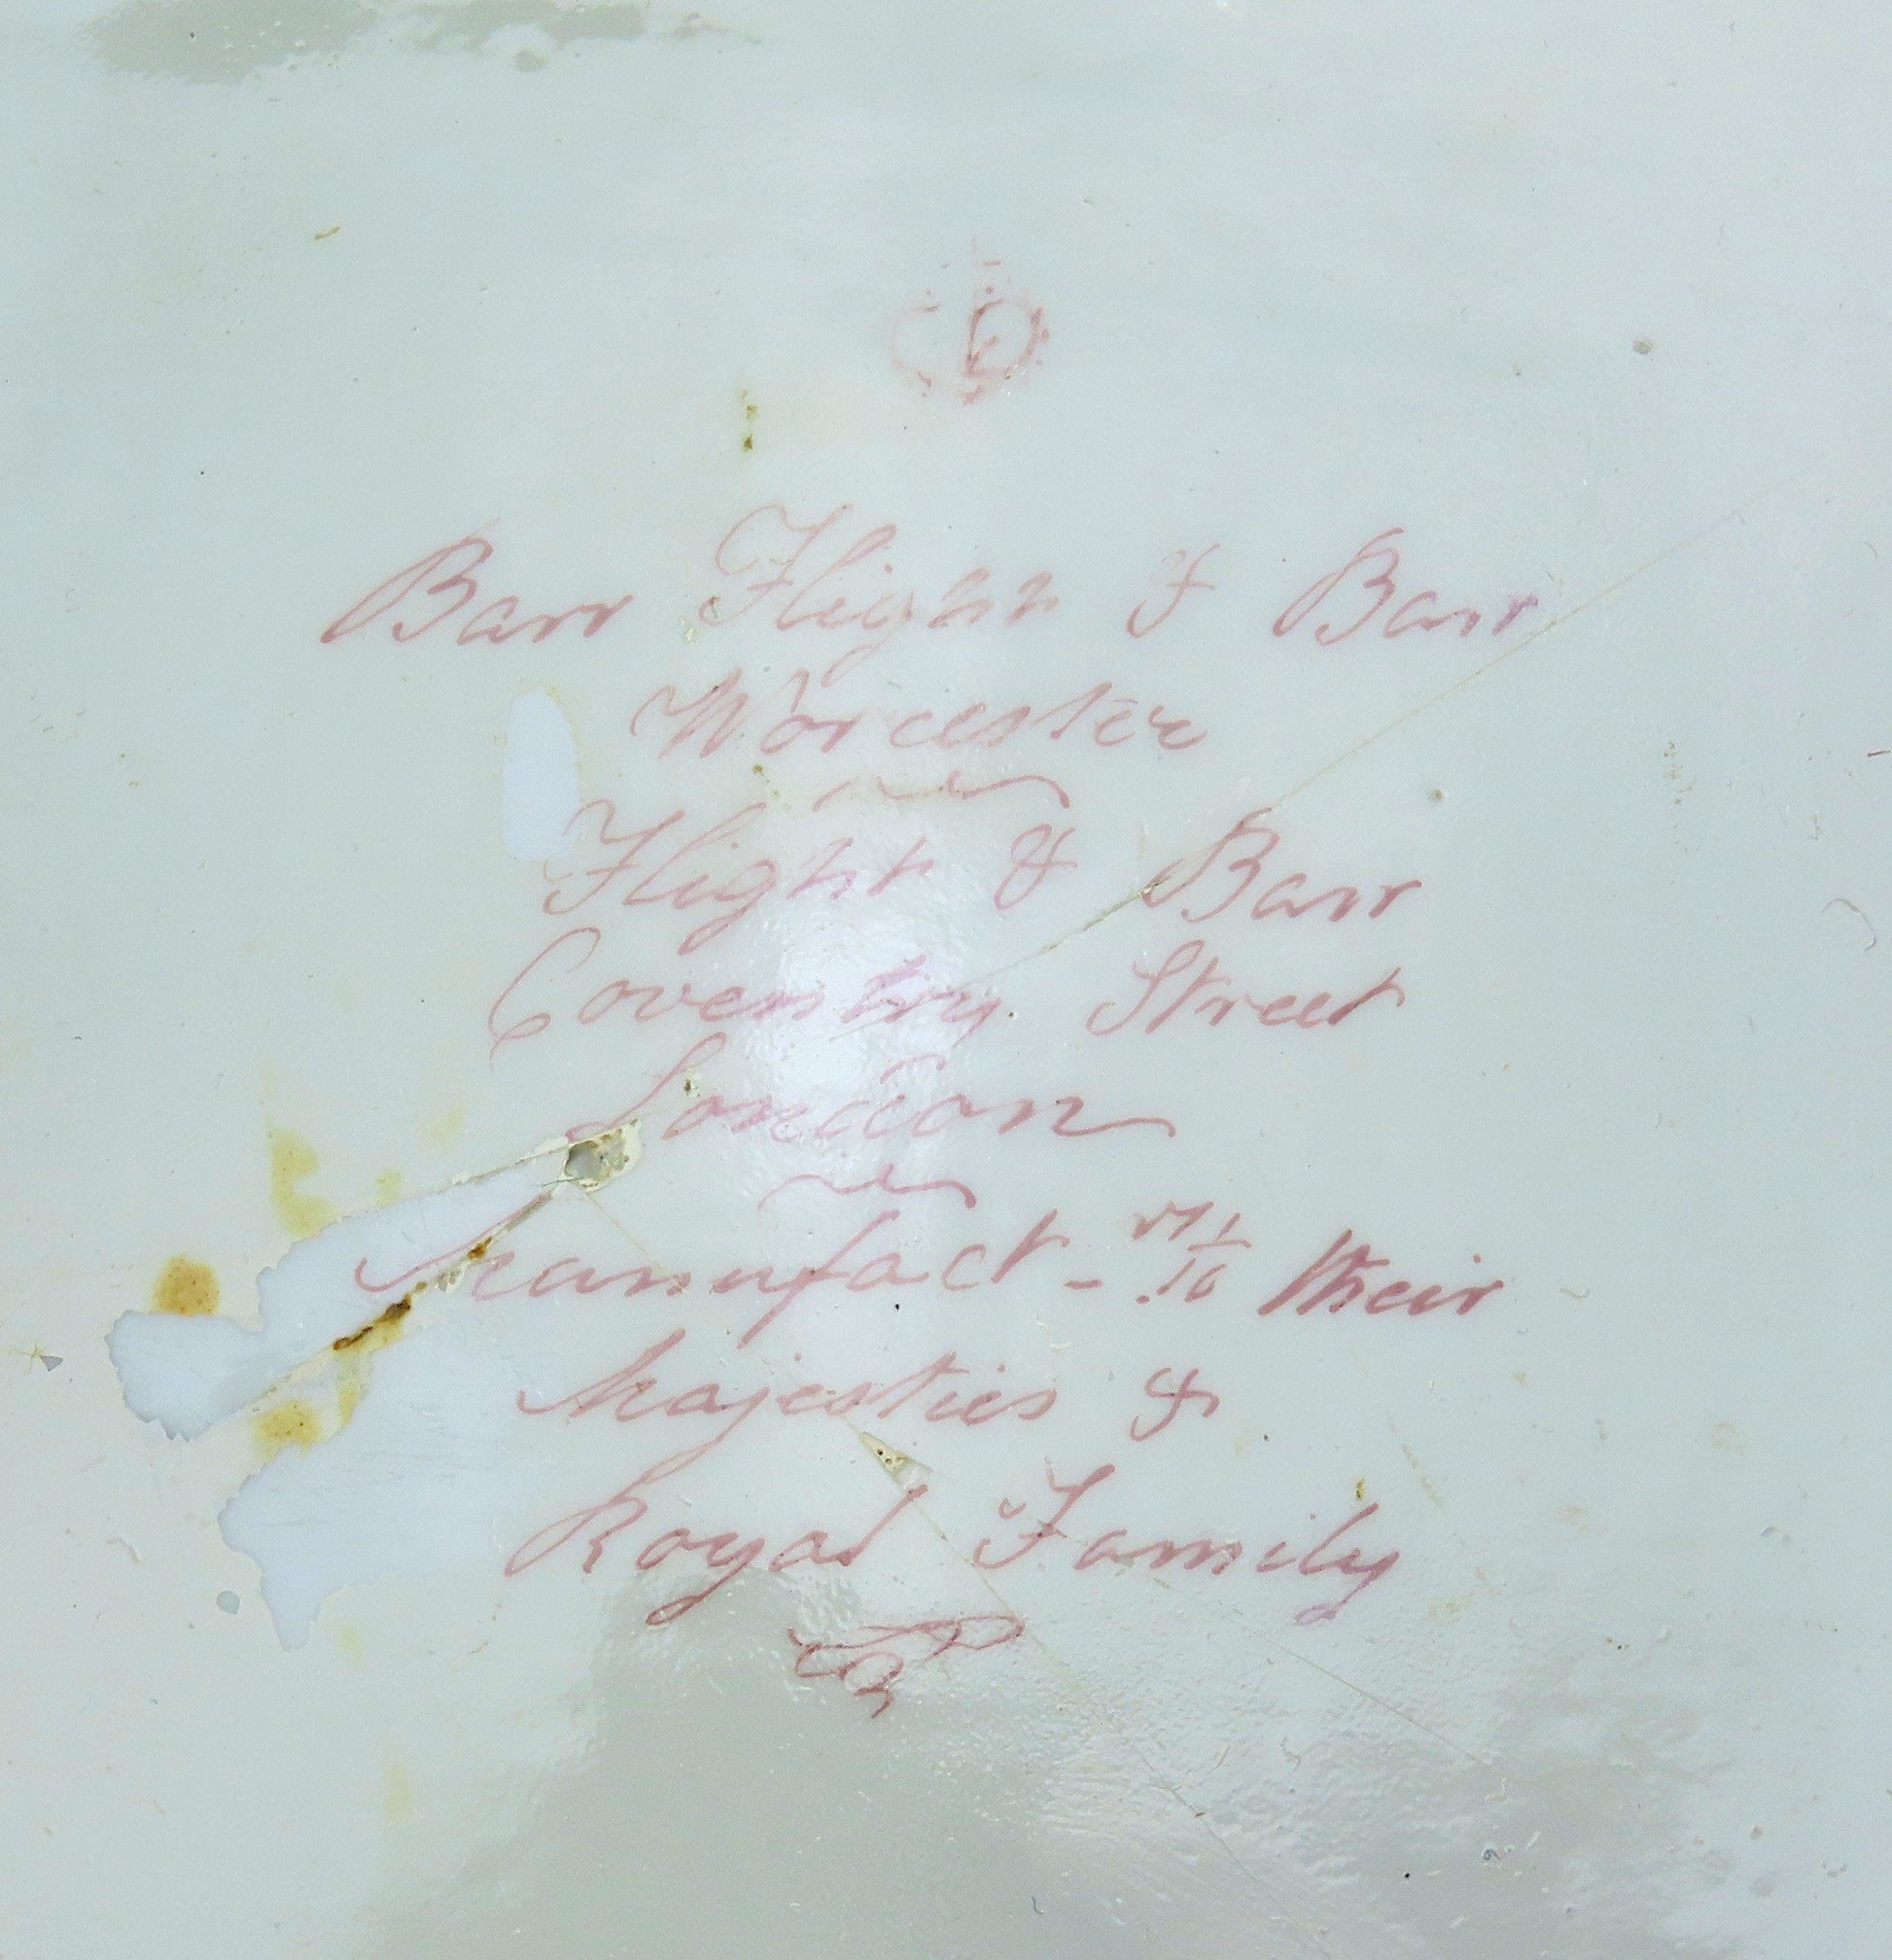 Barr Flight & Barr
Worcester
Flight & Barr
Coventry Street
London
Manufact - rs to their
Majesties &
Royal Family